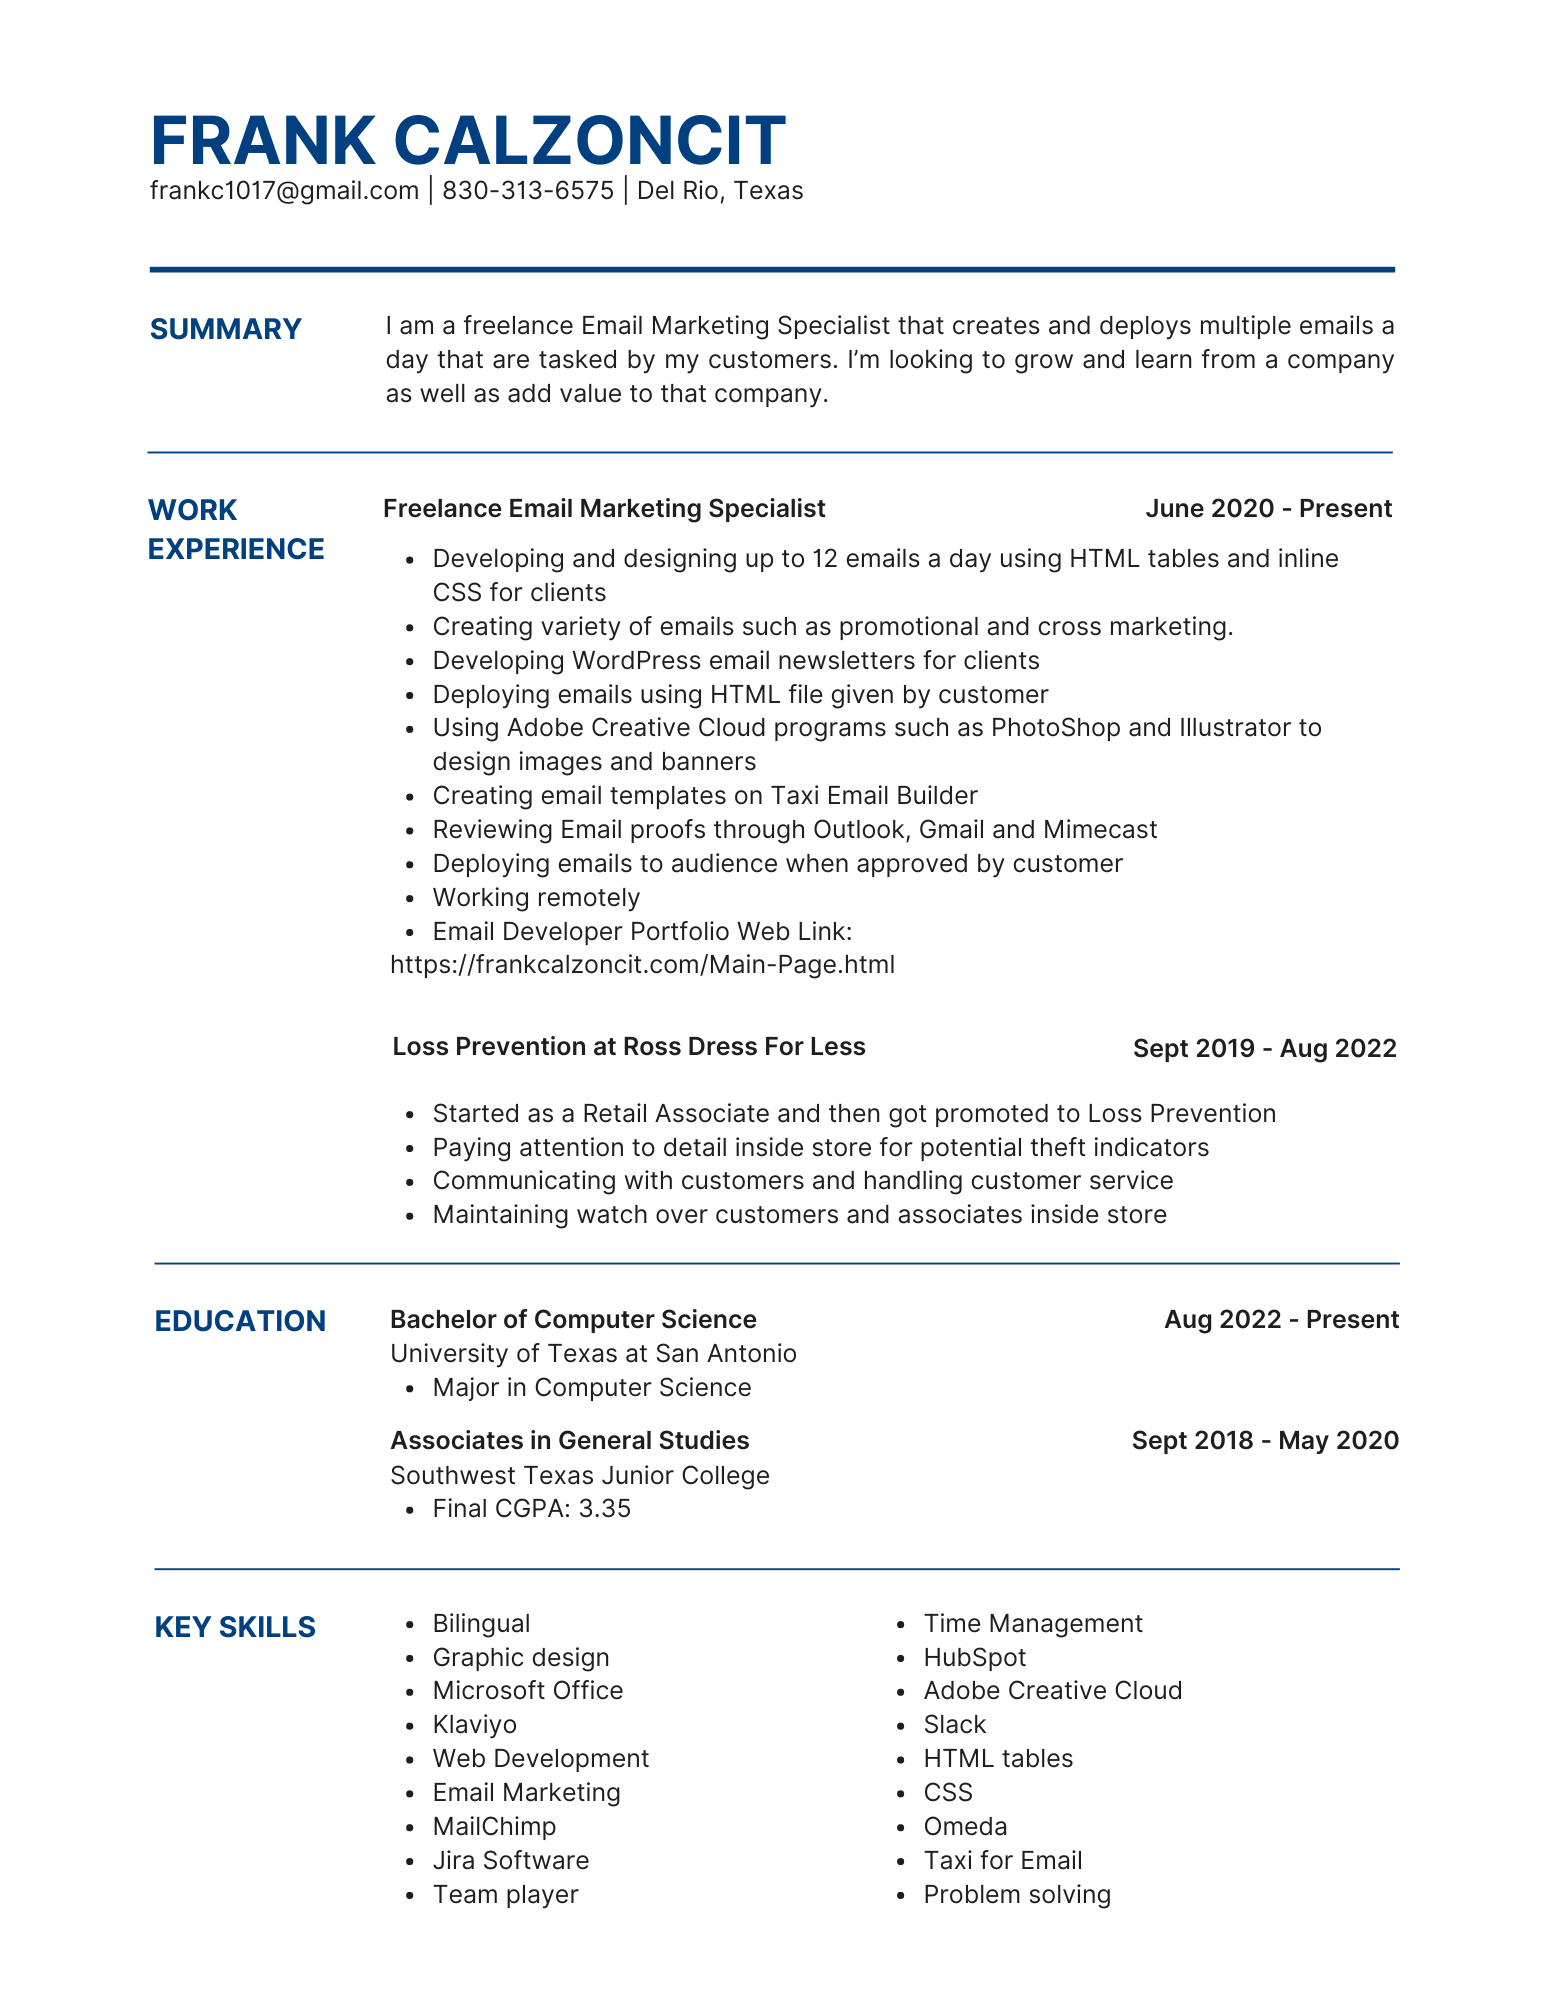 FRANK CALZONCIT
frankc1017@gmail.com | 830-313-6575 | Del Rio, Texas
SUMMARY
I am a freelance Email Marketing Specialist that creates and deploys multiple emails a
day that are tasked by my customers. I’m looking to grow and learn from a company
as well as add value to that company.
WORK
EXPERIENCE
Freelance Email Marketing Specialist
June 2020 - Present
• Developing and designing up to 12 emails a day using HTML tables and inline
CSS for clients
• Creating variety of emails such as promotional and cross marketing.
• Developing WordPress email newsletters for clients
• Deploying emails using HTML file given by customer
• Using Adobe Creative Cloud programs such as PhotoShop and Illustrator to
design images and banners
• Creating email templates on Taxi Email Builder
• Reviewing Email proofs through Outlook, Gmail and Mimecast
• Deploying emails to audience when approved by customer
• Working remotely
• Email Developer Portfolio Web Link:
https://frankcalzoncit.com/Main-Page.html
Loss Prevention at Ross Dress For Less
Sept 2019 - Aug 2022
• Started as a Retail Associate and then got promoted to Loss Prevention
• Paying attention to detail inside store for potential theft indicators
• Communicating with customers and handling customer service
• Maintaining watch over customers and associates inside store
EDUCATION
Bachelor of Computer Science
Aug 2022 - Present
University of Texas at San Antonio
• Major in Computer Science
Associates in General Studies
Sept 2018 - May 2020
Southwest Texas Junior College
• Final CGPA: 3.35
KEY SKILLS
• Bilingual
• Graphic design
• Microsoft Office
• Klaviyo
• Web Development
• Email Marketing
• MailChimp
• Jira Software
• Team player
• Time Management
• HubSpot
• Adobe Creative Cloud
• Slack
• HTML tables
• CSS
• Omeda
• Taxi for Email
• Problem solving